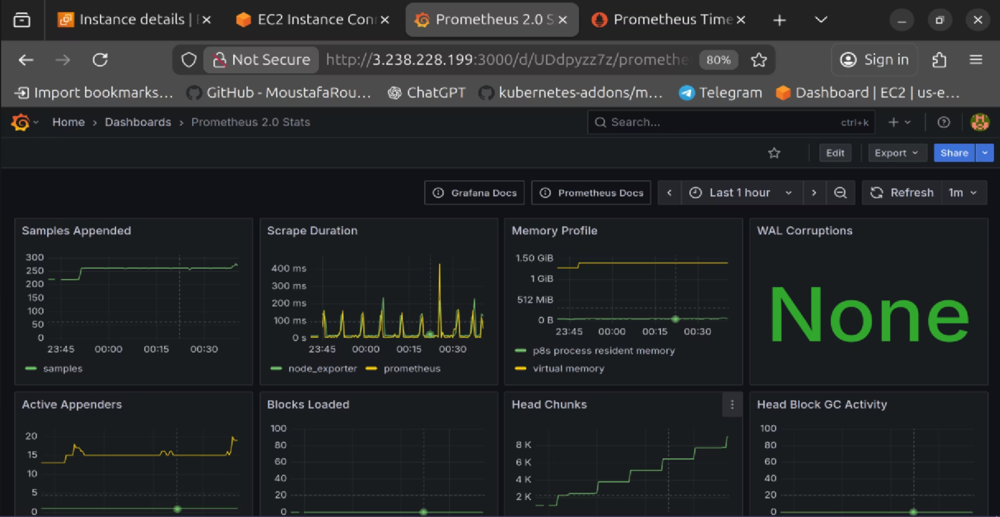 Instance details | E
EC2 Instance Conn
Prometheus 2.0 S
Prometheus Time
Not Secure
http://3.238.228.199:3000/d/UDdpyzz7z/promethe
80%
Sign in
Import bookmarks...
GitHub - MoustafaRou...
ChatGPT
kubernetes-addons/m...
Telegram
Dashboard | EC2 | us-e...
Home › Dashboards › Prometheus 2.0 Stats
Search...
ctrl+k
Edit
Export
Share
Grafana Docs
Prometheus Docs
Last 1 hour
Refresh
1m
Samples Appended
300
250
200
150
100
50
0
23:45 00:00 00:15 00:30
samples
Scrape Duration
400 ms
300 ms
200 ms
100 ms
0 s
23:45 00:00 00:15 00:30
node_exporter prometheus
Memory Profile
1.50 GiB
1 GiB
512 MiB
0 B
23:45 00:00 00:15 00:30
p8s process resident memory
virtual memory
WAL Corruptions
None
Active Appenders
20
15
10
5
0
Blocks Loaded
100
80
60
40
20
0
Head Chunks
8 K
6 K
4 K
2 K
Head Block GC Activity
100
80
60
40
20
0